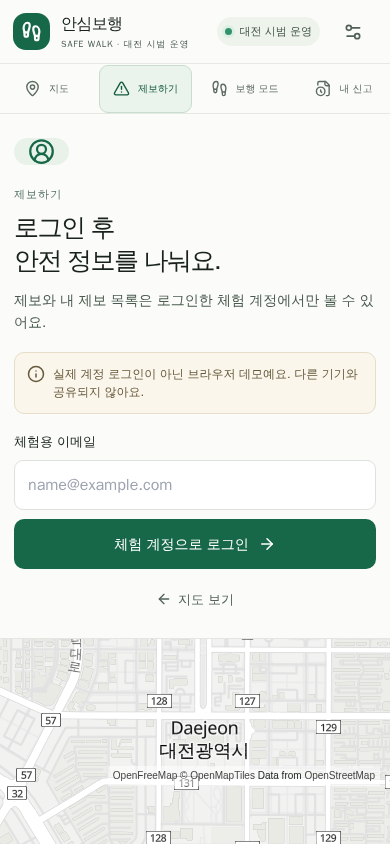 안심보행
SAFE WALK · 대전 시범 운영
대전 시범 운영
지도
제보하기
보행 모드
내 신고
제보하기
로그인 후
안전 정보를 나눠요.
제보와 내 제보 목록은 로그인한 체험 계정에서만 볼 수 있
어요.
실제 계정 로그인이 아닌 브라우저 데모예요. 다른 기기와
공유되지 않아요.
체험용 이메일
name@example.com
체험 계정으로 로그인
지도 보기
대로
128
127
57
129
Daejeon
대전광역시
57
OpenFreeMap © OpenMapTiles Data from OpenStreetMap
131
32
128
129